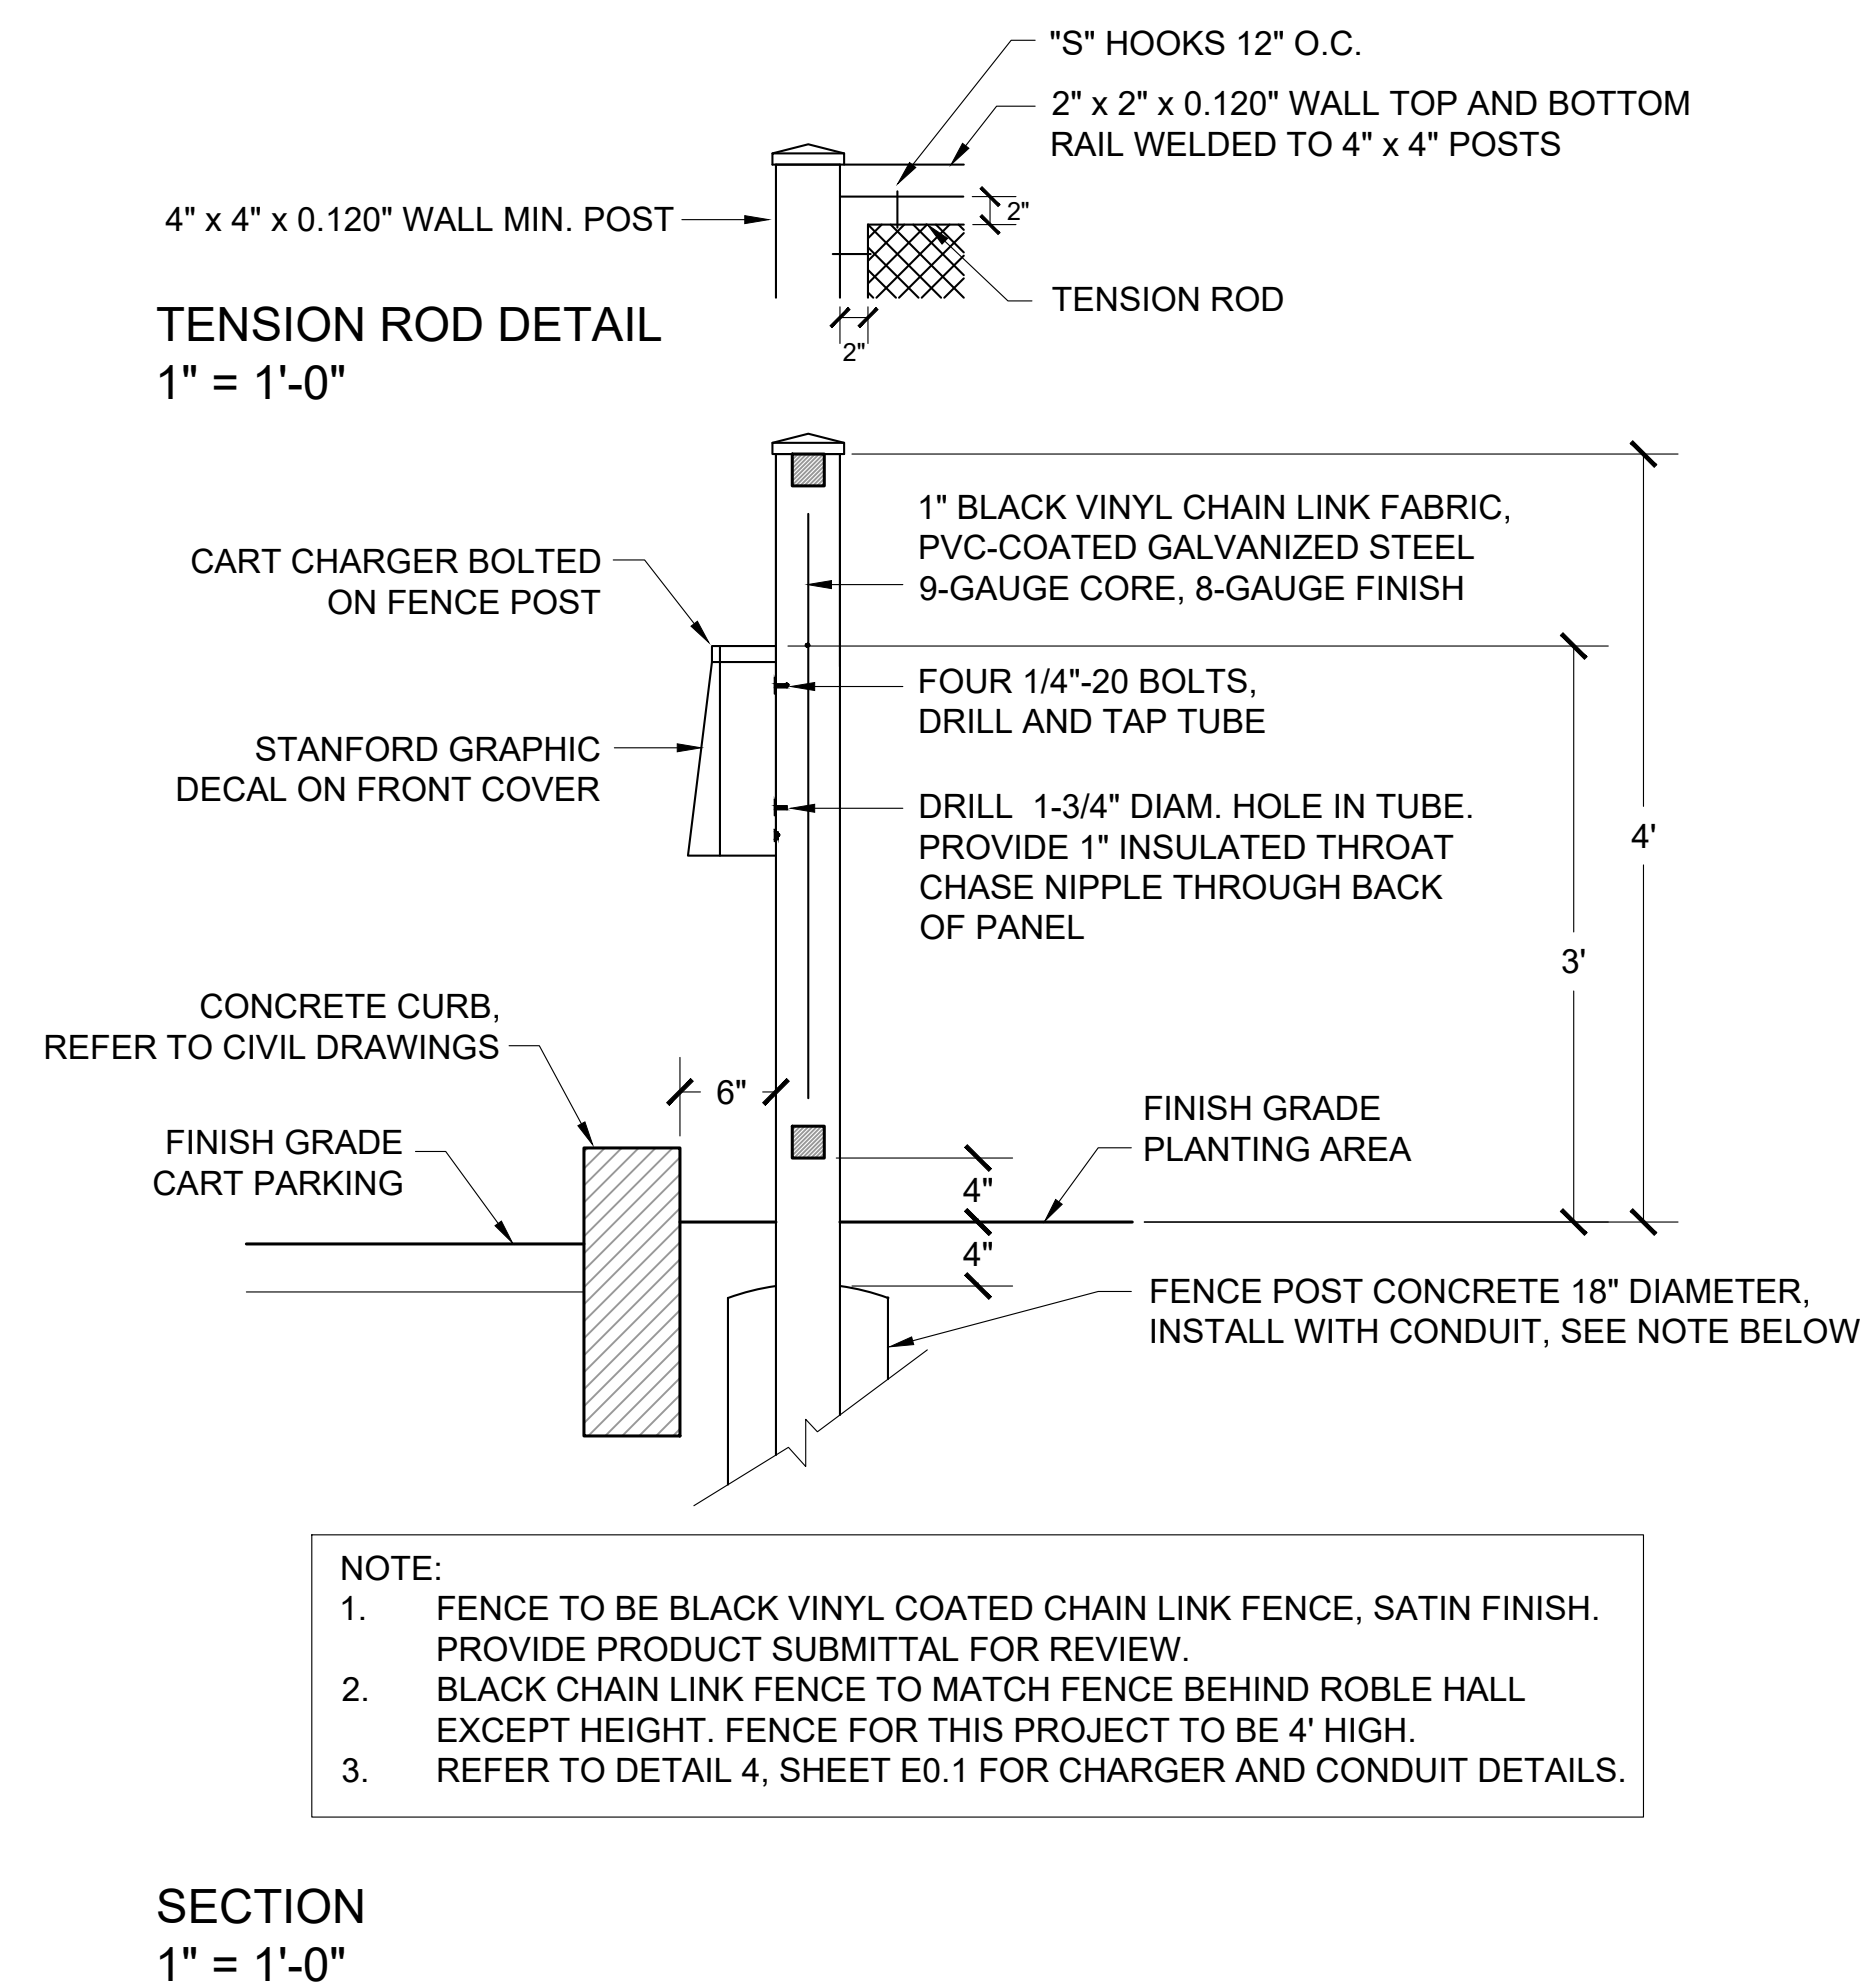 "S" HOOKS 12" O.C.
2" x 2" x 0.120" WALL TOP AND BOTTOM
RAIL WELDED TO 4" x 4" POSTS
4" x 4" x 0.120" WALL MIN. POST
2"
TENSION ROD
2"
TENSION ROD DETAIL
1" = 1'-0"
1" BLACK VINYL CHAIN LINK FABRIC,
PVC-COATED GALVANIZED STEEL
9-GAUGE CORE, 8-GAUGE FINISH
CART CHARGER BOLTED
ON FENCE POST
FOUR 1/4"-20 BOLTS,
DRILL AND TAP TUBE
STANFORD GRAPHIC
DECAL ON FRONT COVER
DRILL 1-3/4" DIAM. HOLE IN TUBE.
PROVIDE 1" INSULATED THROAT
CHASE NIPPLE THROUGH BACK
OF PANEL
4'
3'
CONCRETE CURB,
REFER TO CIVIL DRAWINGS
6"
FINISH GRADE
CART PARKING
FINISH GRADE
PLANTING AREA
4"
4"
FENCE POST CONCRETE 18" DIAMETER,
INSTALL WITH CONDUIT, SEE NOTE BELOW
NOTE:
1. FENCE TO BE BLACK VINYL COATED CHAIN LINK FENCE, SATIN FINISH.
PROVIDE PRODUCT SUBMITTAL FOR REVIEW.
2. BLACK CHAIN LINK FENCE TO MATCH FENCE BEHIND ROBLE HALL
EXCEPT HEIGHT. FENCE FOR THIS PROJECT TO BE 4' HIGH.
3. REFER TO DETAIL 4, SHEET E0.1 FOR CHARGER AND CONDUIT DETAILS.
SECTION
1" = 1'-0"